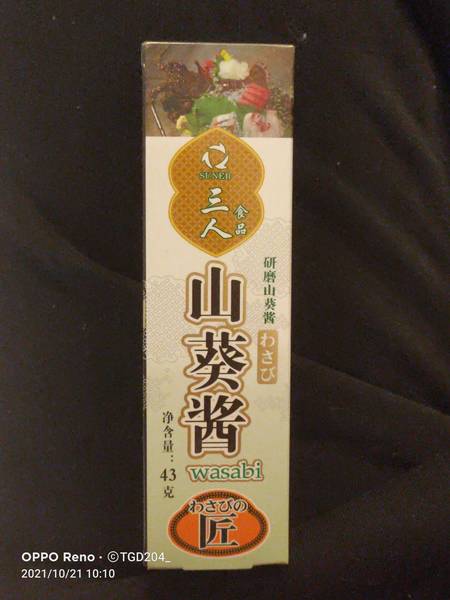 SUNEII
三人
食品
研磨山葵酱
わさび
山葵酱
wasabi
净含量：43克
わさびの
匠
OPPO Reno · ©TGD204_
2021/10/21 10:10